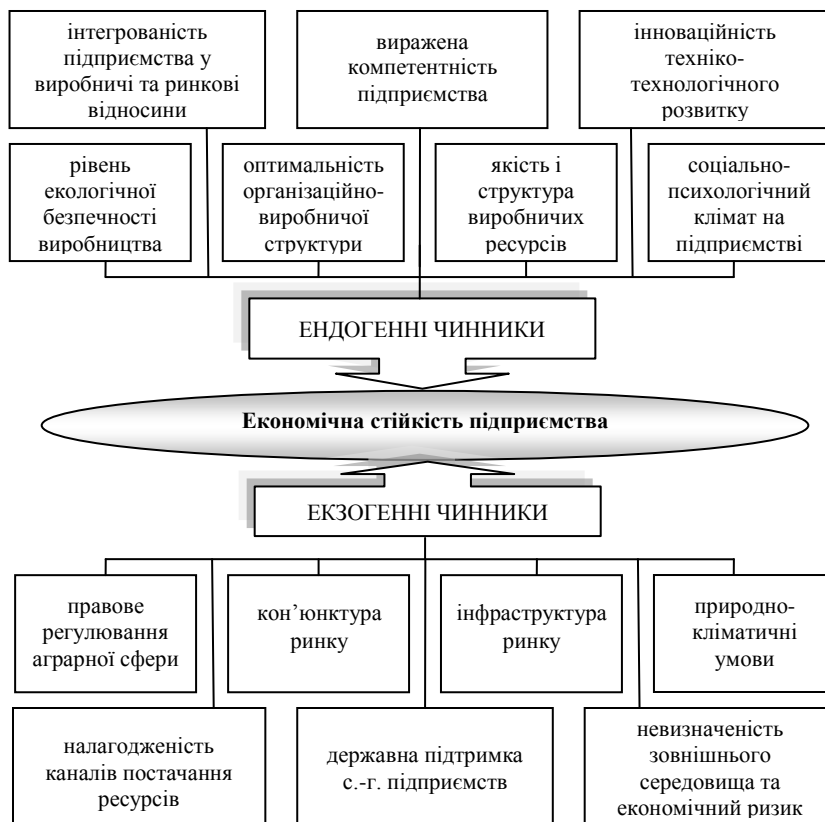 інтегрованість
підприємства у
виробничі та ринкові
відносини
виражена
компетентність
підприємства
інноваційність
техніко-
технологічного
розвитку
рівень
екологічної
безпечності
виробництва
оптимальність
організаційно-
виробничої
структури
якість і
структура
виробничих
ресурсів
соціально-
психологічний
клімат на
підприємстві
ЕНДОГЕННІ ЧИННИКИ
Економічна стійкість підприємства
ЕКЗОГЕННІ ЧИННИКИ
правове
регулювання
аграрної сфери
кон’юнктура
ринку
інфраструктура
ринку
природно-
кліматичні
умови
налагодженість
каналів постачання
ресурсів
державна підтримка
с.-г. підприємств
невизначеність
зовнішнього
середовища та
економічний ризик